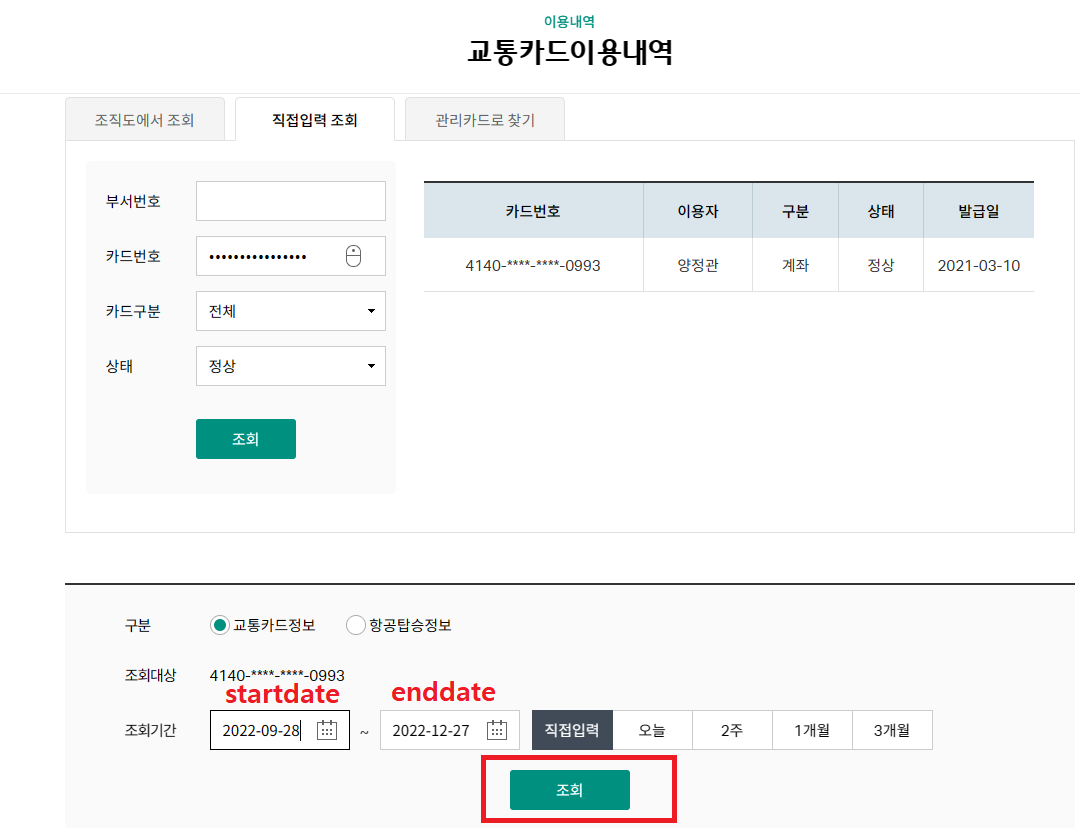 이용내역
교통카드이용내역
조직도에서 조회
직접입력 조회
관리카드로 찾기
부서번호
카드번호 ••••••••••••••••
카드구분 전체
상태 정상
조회
카드번호 이용자 구분 상태 발급일
4140-****-****-0993 양정관 계좌 정상 2021-03-10
구분 교통카드정보 항공탑승정보
조회대상 4140-****-****-0993
startdate enddate
조회기간 2022-09-28 ~ 2022-12-27 직접입력 오늘 2주 1개월 3개월
조회